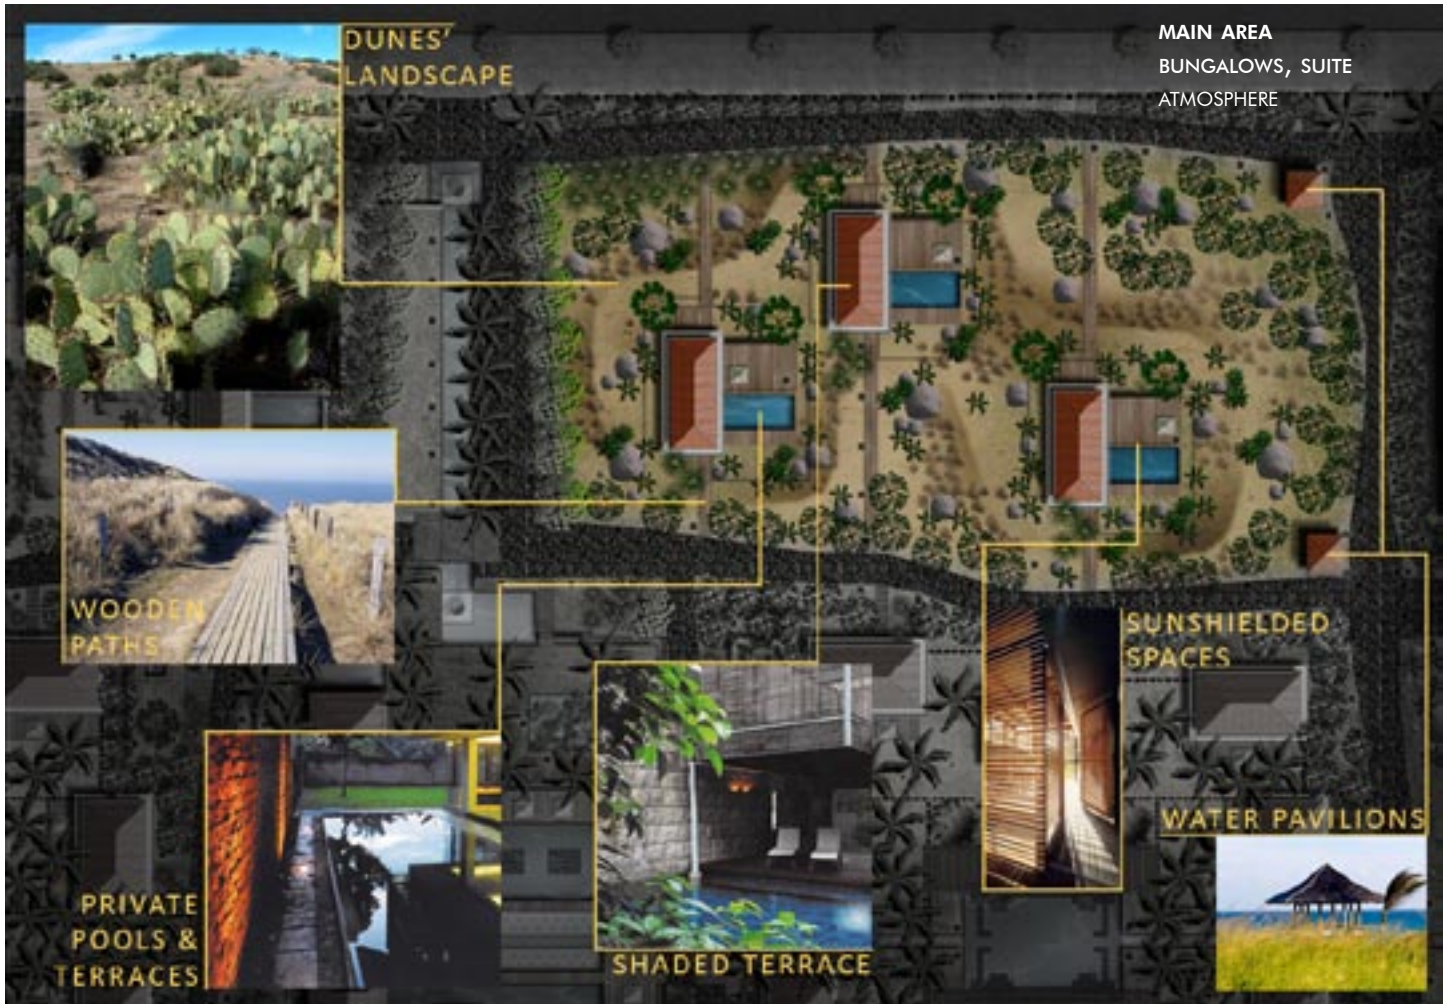 DUNES'
LANDSCAPE
MAIN AREA
BUNGALOWS, SUITE
ATMOSPHERE
WOODEN
PATHS
SUNSHIELDED
SPACES
WATER PAVILIONS
PRIVATE
POOLS &
TERRACES
SHADED TERRACE